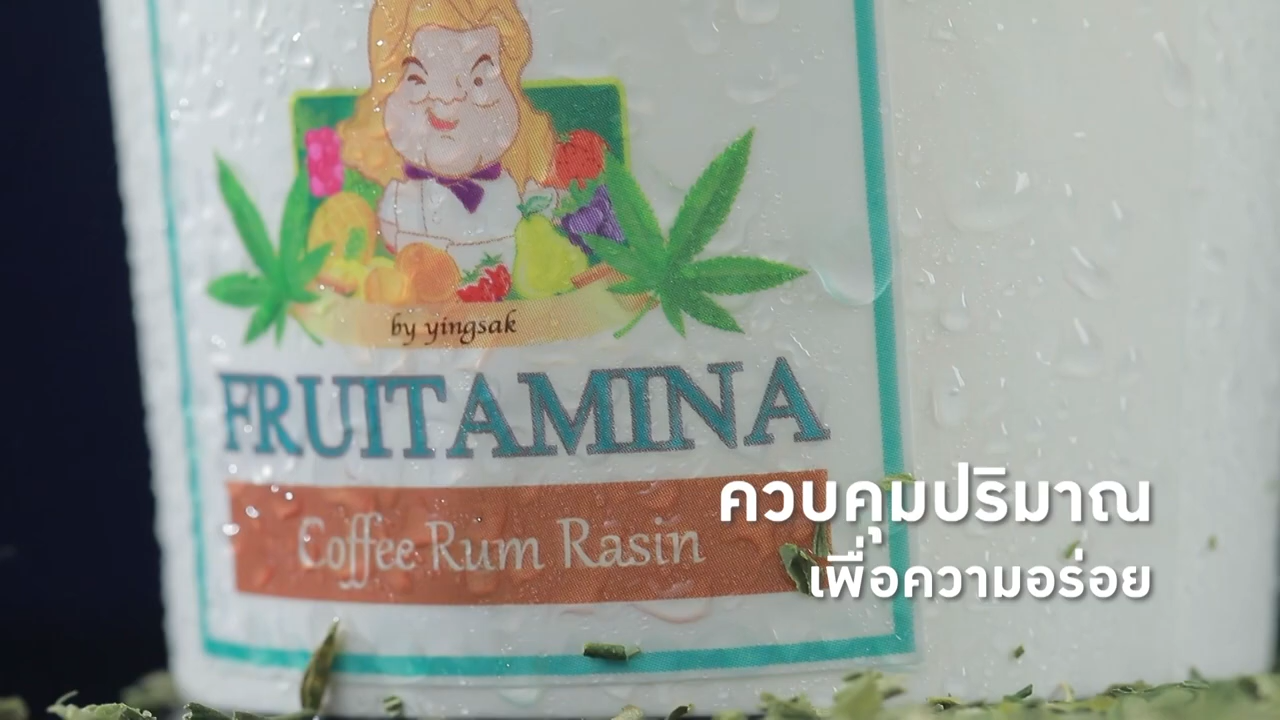 by yingsak
FRUITAMINA
Coffee Rum Rasin
ควบคุมปริมาณ
เพื่อความอร่อย